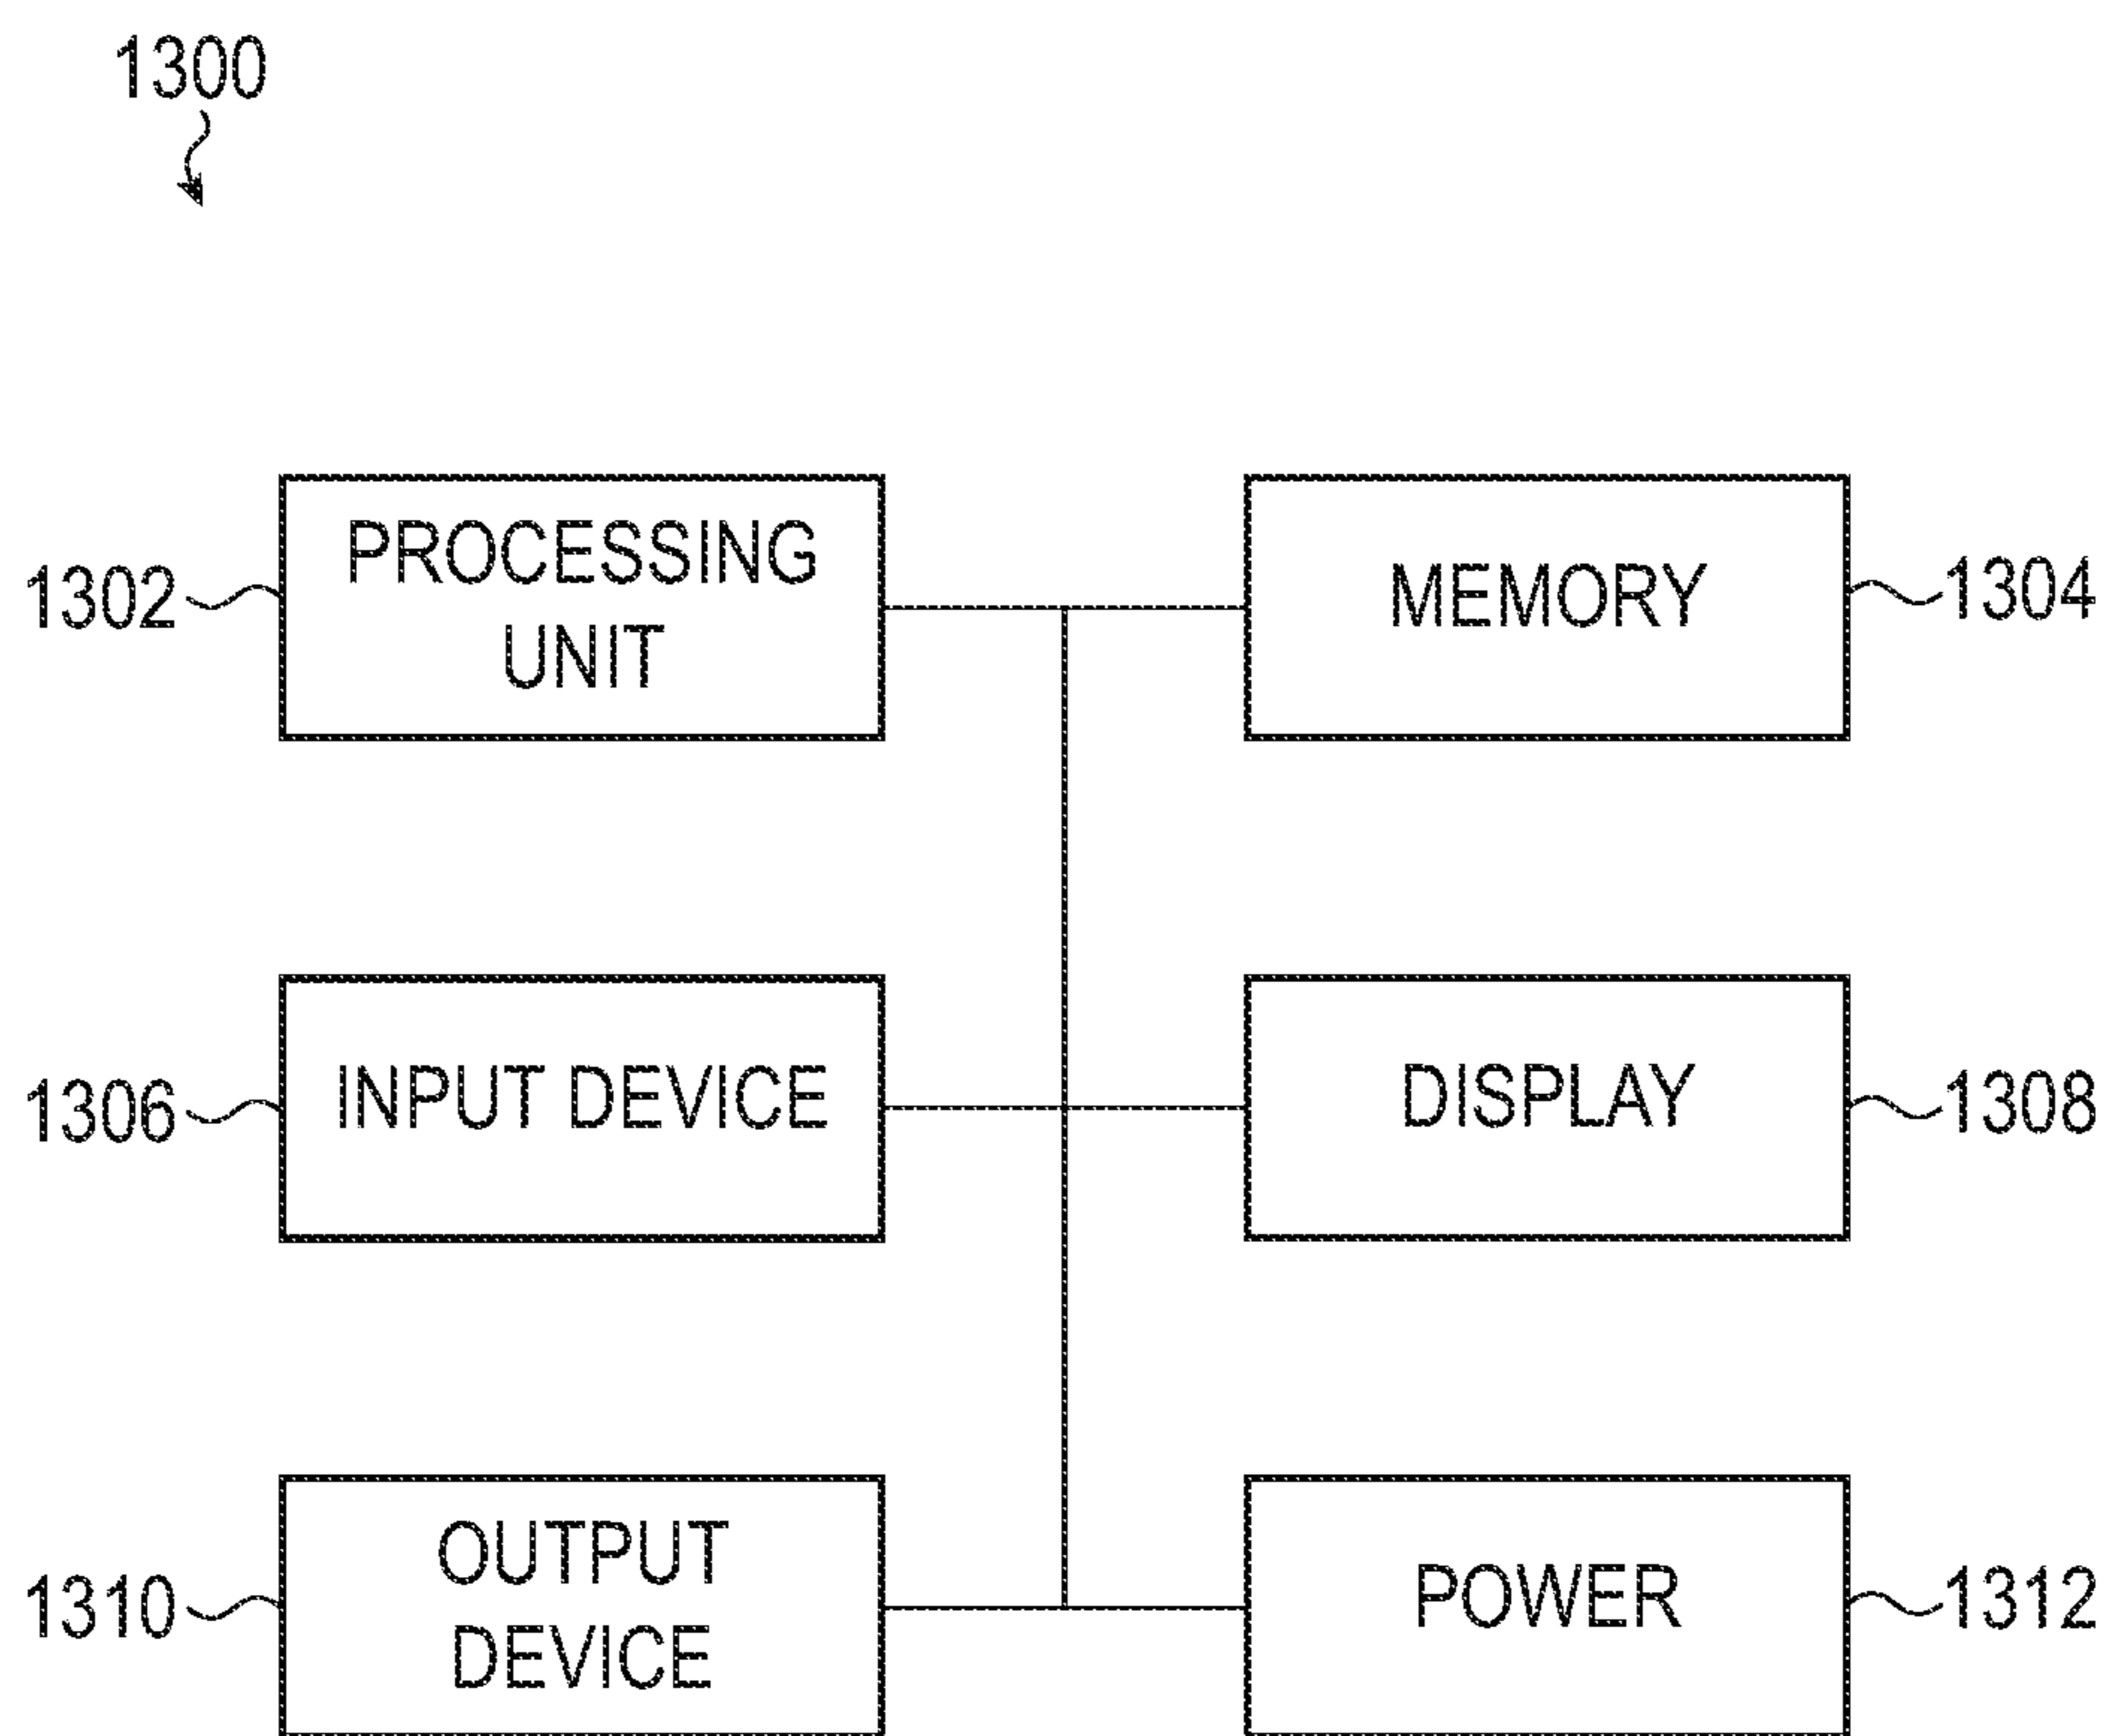 1300
PROCESSING
UNIT
1302
MEMORY
1304
INPUT DEVICE
1306
DISPLAY
1308
OUTPUT
DEVICE
1310
POWER
1312